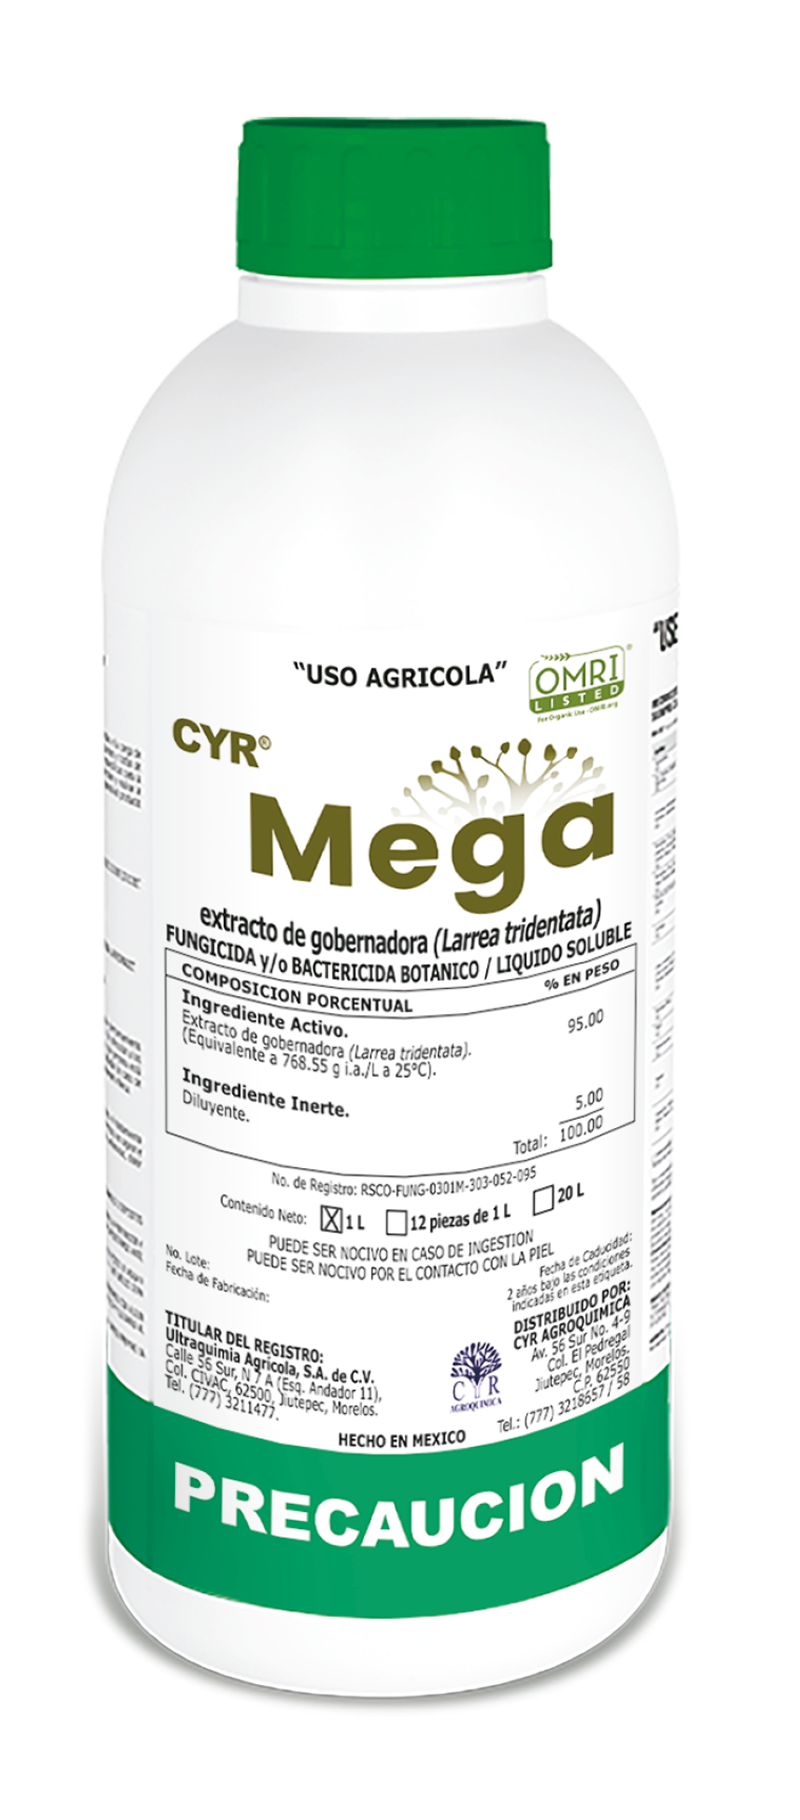 "USO AGRICOLA"
OMRI®
LISTED
For Organic Use - OMRI.org
CYR®
Mega
extracto de gobernadora (Larrea tridentata)
FUNGICIDA y/o BACTERICIDA BOTANICO / LIQUIDO SOLUBLE
COMPOSICION PORCENTUAL % EN PESO
Ingrediente Activo.
Extracto de gobernadora (Larrea tridentata). 95.00
(Equivalente a 768.55 g i.a./L a 25°C).
Ingrediente Inerte.
Diluyente. 5.00
Total: 100.00
No. de Registro: RSCO-FUNG-0301M-303-052-095
Contenido Neto: X 1 L 12 piezas de 1 L 20 L
PUEDE SER NOCIVO EN CASO DE INGESTION
PUEDE SER NOCIVO POR EL CONTACTO CON LA PIEL
No. Lote:
Fecha de Fabricación:
Fecha de Caducidad:
2 años bajo las condiciones
indicadas en esta etiqueta.
TITULAR DEL REGISTRO:
Ultraquimia Agrícola, S.A. de C.V.
Calle 56 Sur, N 7 A (Esq. Andador 11),
Col. CIVAC, 62500, Jiutepec, Morelos.
Tel. (777) 3211477.
C R
AGROQUIMICA
DISTRIBUIDO POR:
CYR AGROQUIMICA
Av. 56 Sur No. 4-9
Col. El Pedregal
Jiutepec, Morelos.
C.P. 62550
Tel.: (777) 3218657 / 58
HECHO EN MEXICO
PRECAUCION
"USE